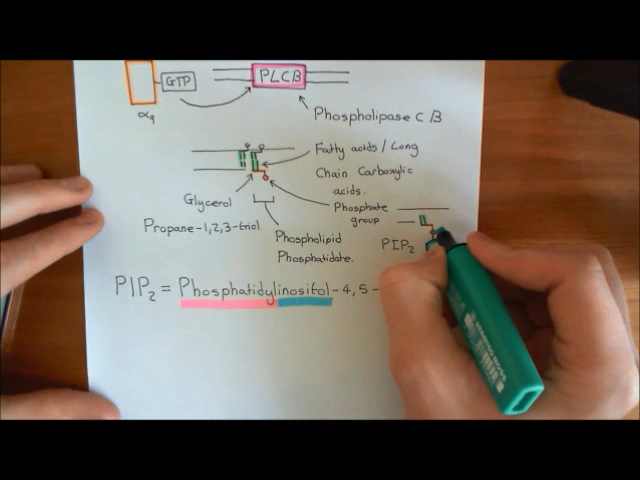 GTP
PLCB
αq
Phospholipase C B
Fatty acids / Long
Chain Carboxylic
acids.
Glycerol
Phosphate
group
Propane-1,2,3-triol
Phospholipid
Phosphatidate.
PIP2
PIP2 = Phosphatidylinositol-4,5-